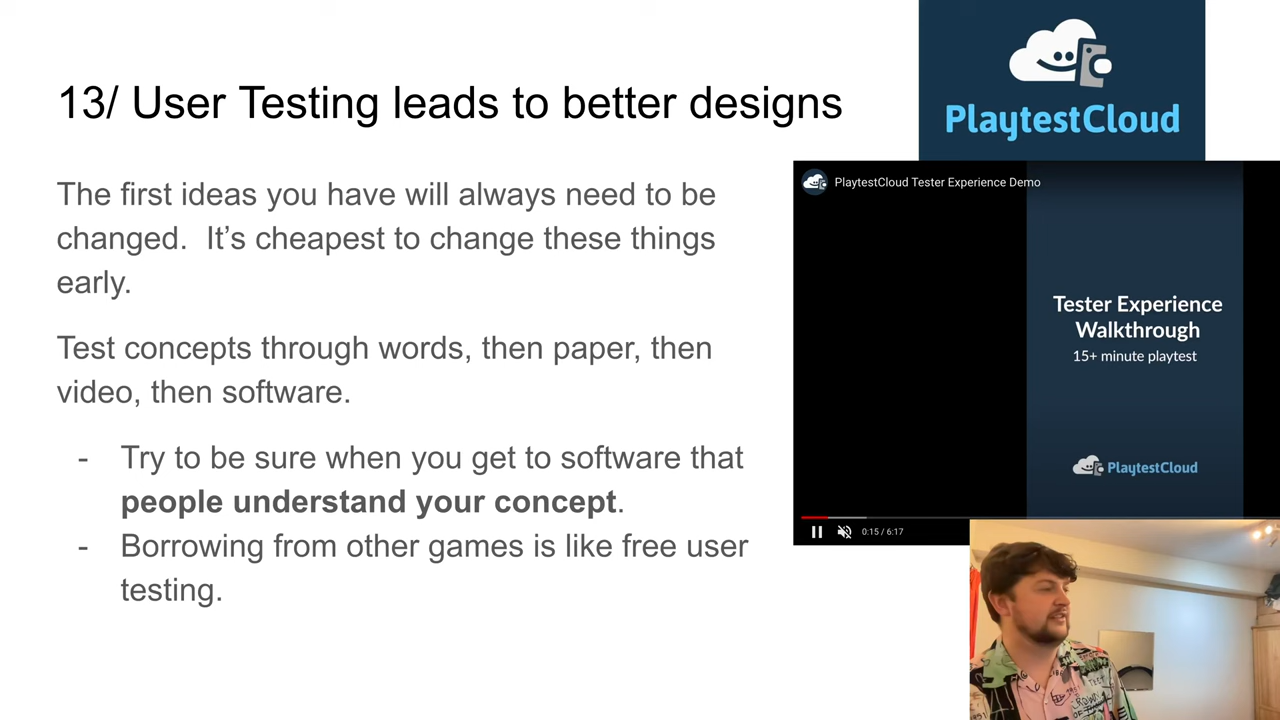 13/ User Testing leads to better designs
PlaytestCloud
The first ideas you have will always need to be
changed.  It’s cheapest to change these things
early.
Test concepts through words, then paper, then
video, then software.
- Try to be sure when you get to software that
people understand your concept.
- Borrowing from other games is like free user
testing.
PlaytestCloud Tester Experience Demo
Tester Experience
Walkthrough
15+ minute playtest
PlaytestCloud
0:15 / 6:17